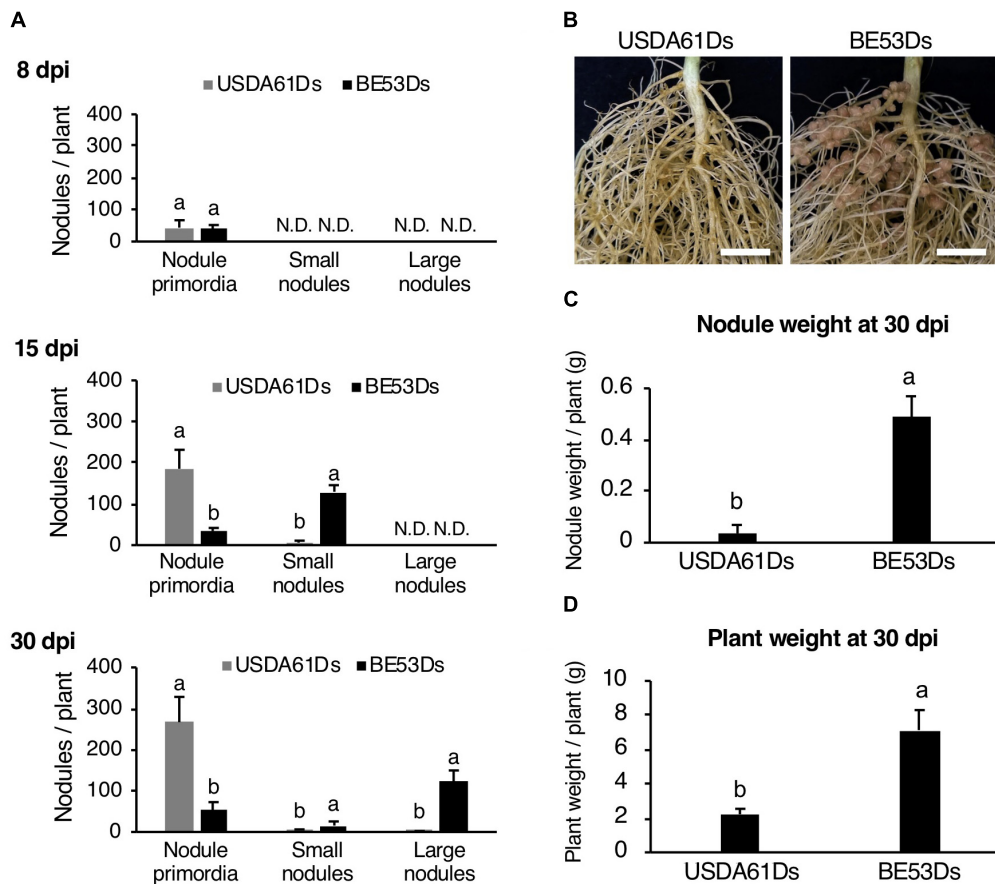 A
8 dpi
USDA61Ds BE53Ds
Nodules / plant
400
300
200
100
0
a a
N.D. N.D.
N.D. N.D.
Nodule primordia
Small nodules
Large nodules
15 dpi
USDA61Ds BE53Ds
Nodules / plant
400
300
200
100
0
a
b
b
a
N.D. N.D.
Nodule primordia
Small nodules
Large nodules
30 dpi
USDA61Ds BE53Ds
Nodules / plant
400
300
200
100
0
a
b
b
a
b
a
Nodule primordia
Small nodules
Large nodules
B
USDA61Ds BE53Ds
C
Nodule weight at 30 dpi
Nodule weight / plant (g)
0.6
0.4
0.2
0
b
a
USDA61Ds BE53Ds
D
Plant weight at 30 dpi
Plant weight / plant (g)
10
8
6
4
2
0
b
a
USDA61Ds BE53Ds